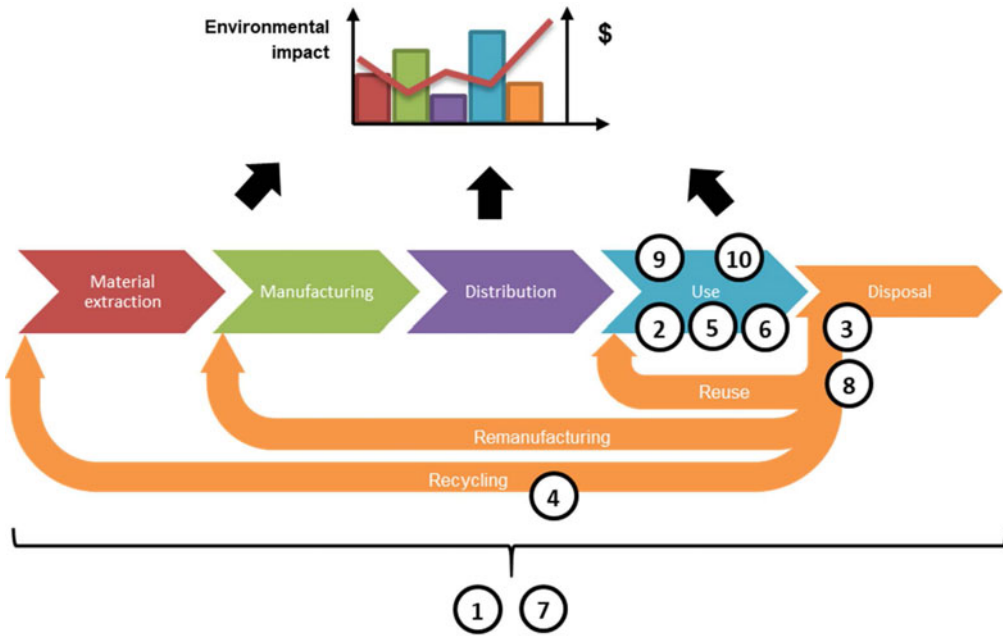 Environmental
impact
$
Material
extraction
Manufacturing
Distribution
9
10
Use
2
5
6
Disposal
3
8
Reuse
Remanufacturing
Recycling
4
1
7